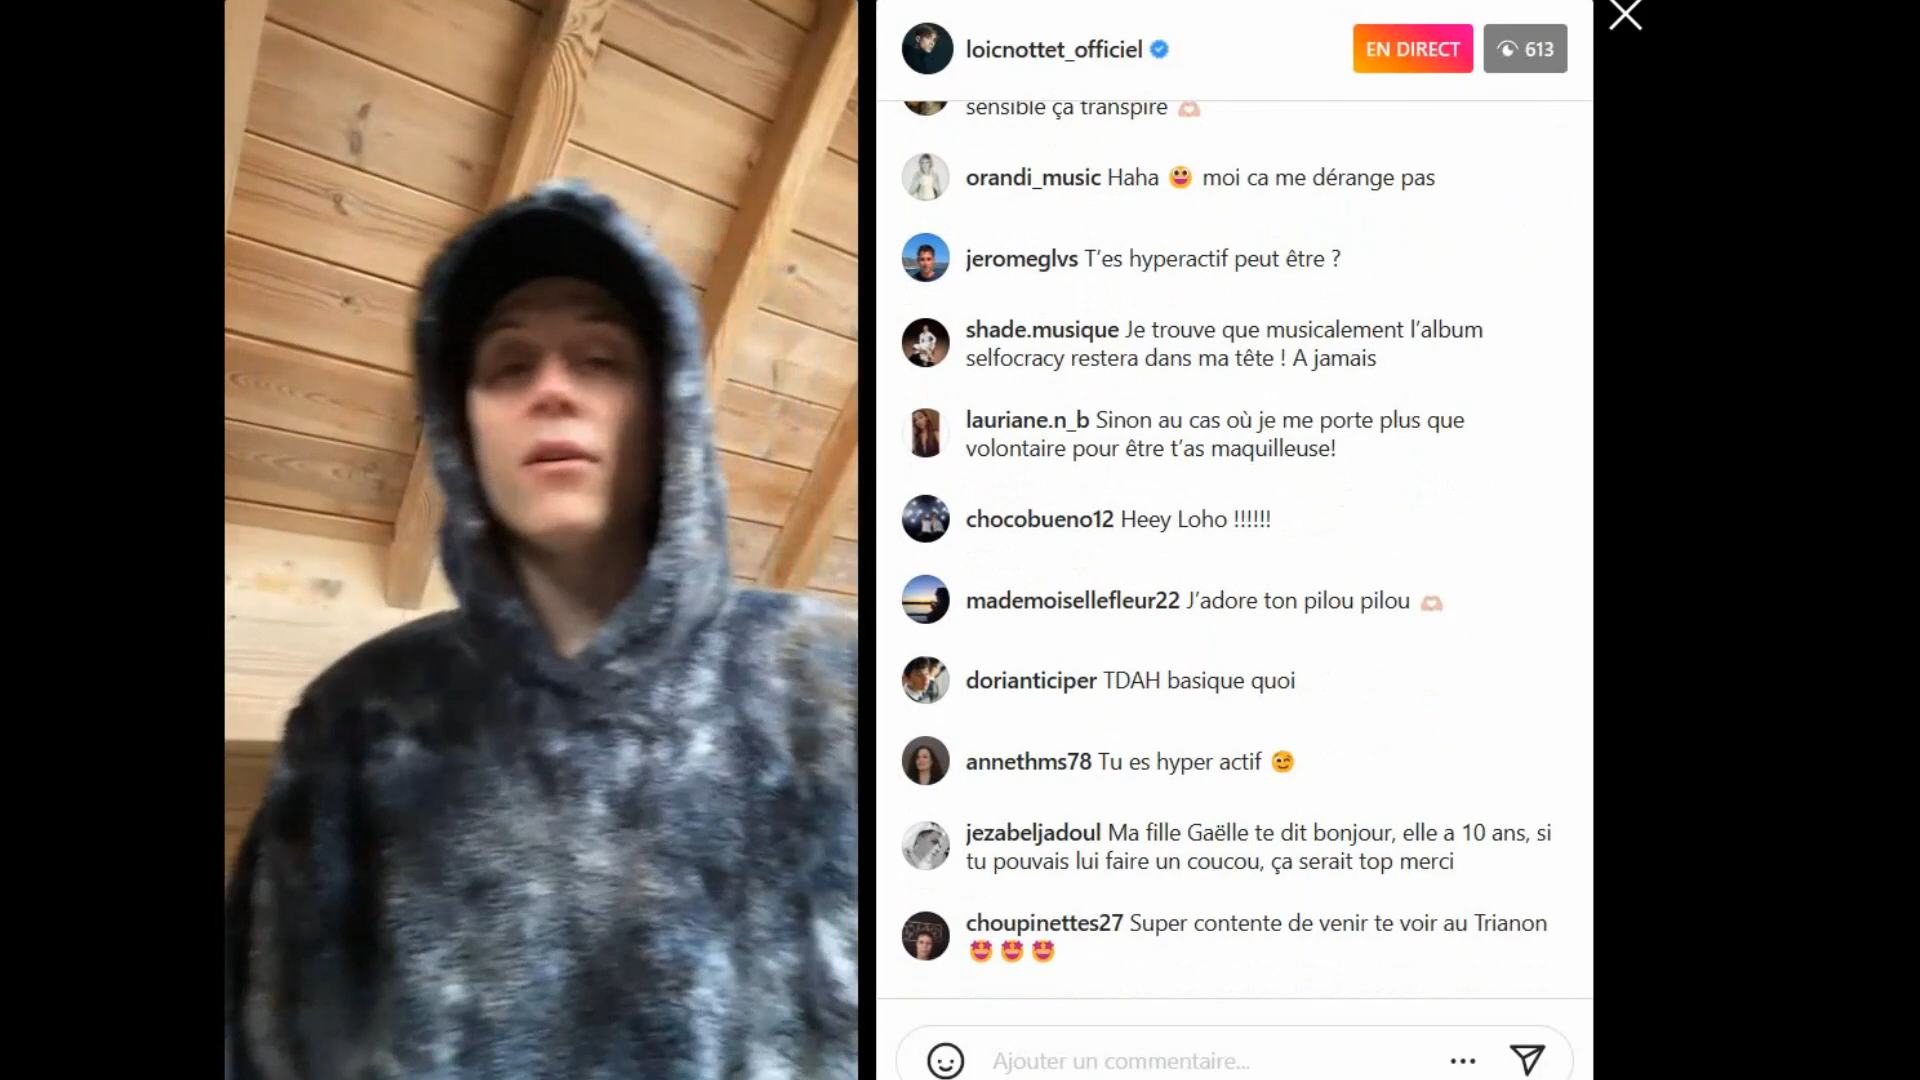 loicnottet_officiel
EN DIRECT
613
sensible ça transpire 🫶🏻
orandi_music Haha 😀 moi ca me dérange pas
jeromeglvs T’es hyperactif peut être ?
shade.musique Je trouve que musicalement l’album
selfocracy restera dans ma tête ! A jamais
lauriane.n_b Sinon au cas où je me porte plus que
volontaire pour être t’as maquilleuse!
chocobueno12 Heey Loho !!!!!!
mademoisellefleur22 J’adore ton pilou pilou 🫶🏻
dorianticiper TDAH basique quoi
annethms78 Tu es hyper actif 😉
jezabeljadoul Ma fille Gaëlle te dit bonjour, elle a 10 ans, si
tu pouvais lui faire un coucou, ça serait top merci
choupinettes27 Super contente de venir te voir au Trianon
🤩 🤩 🤩
Ajouter un commentaire...